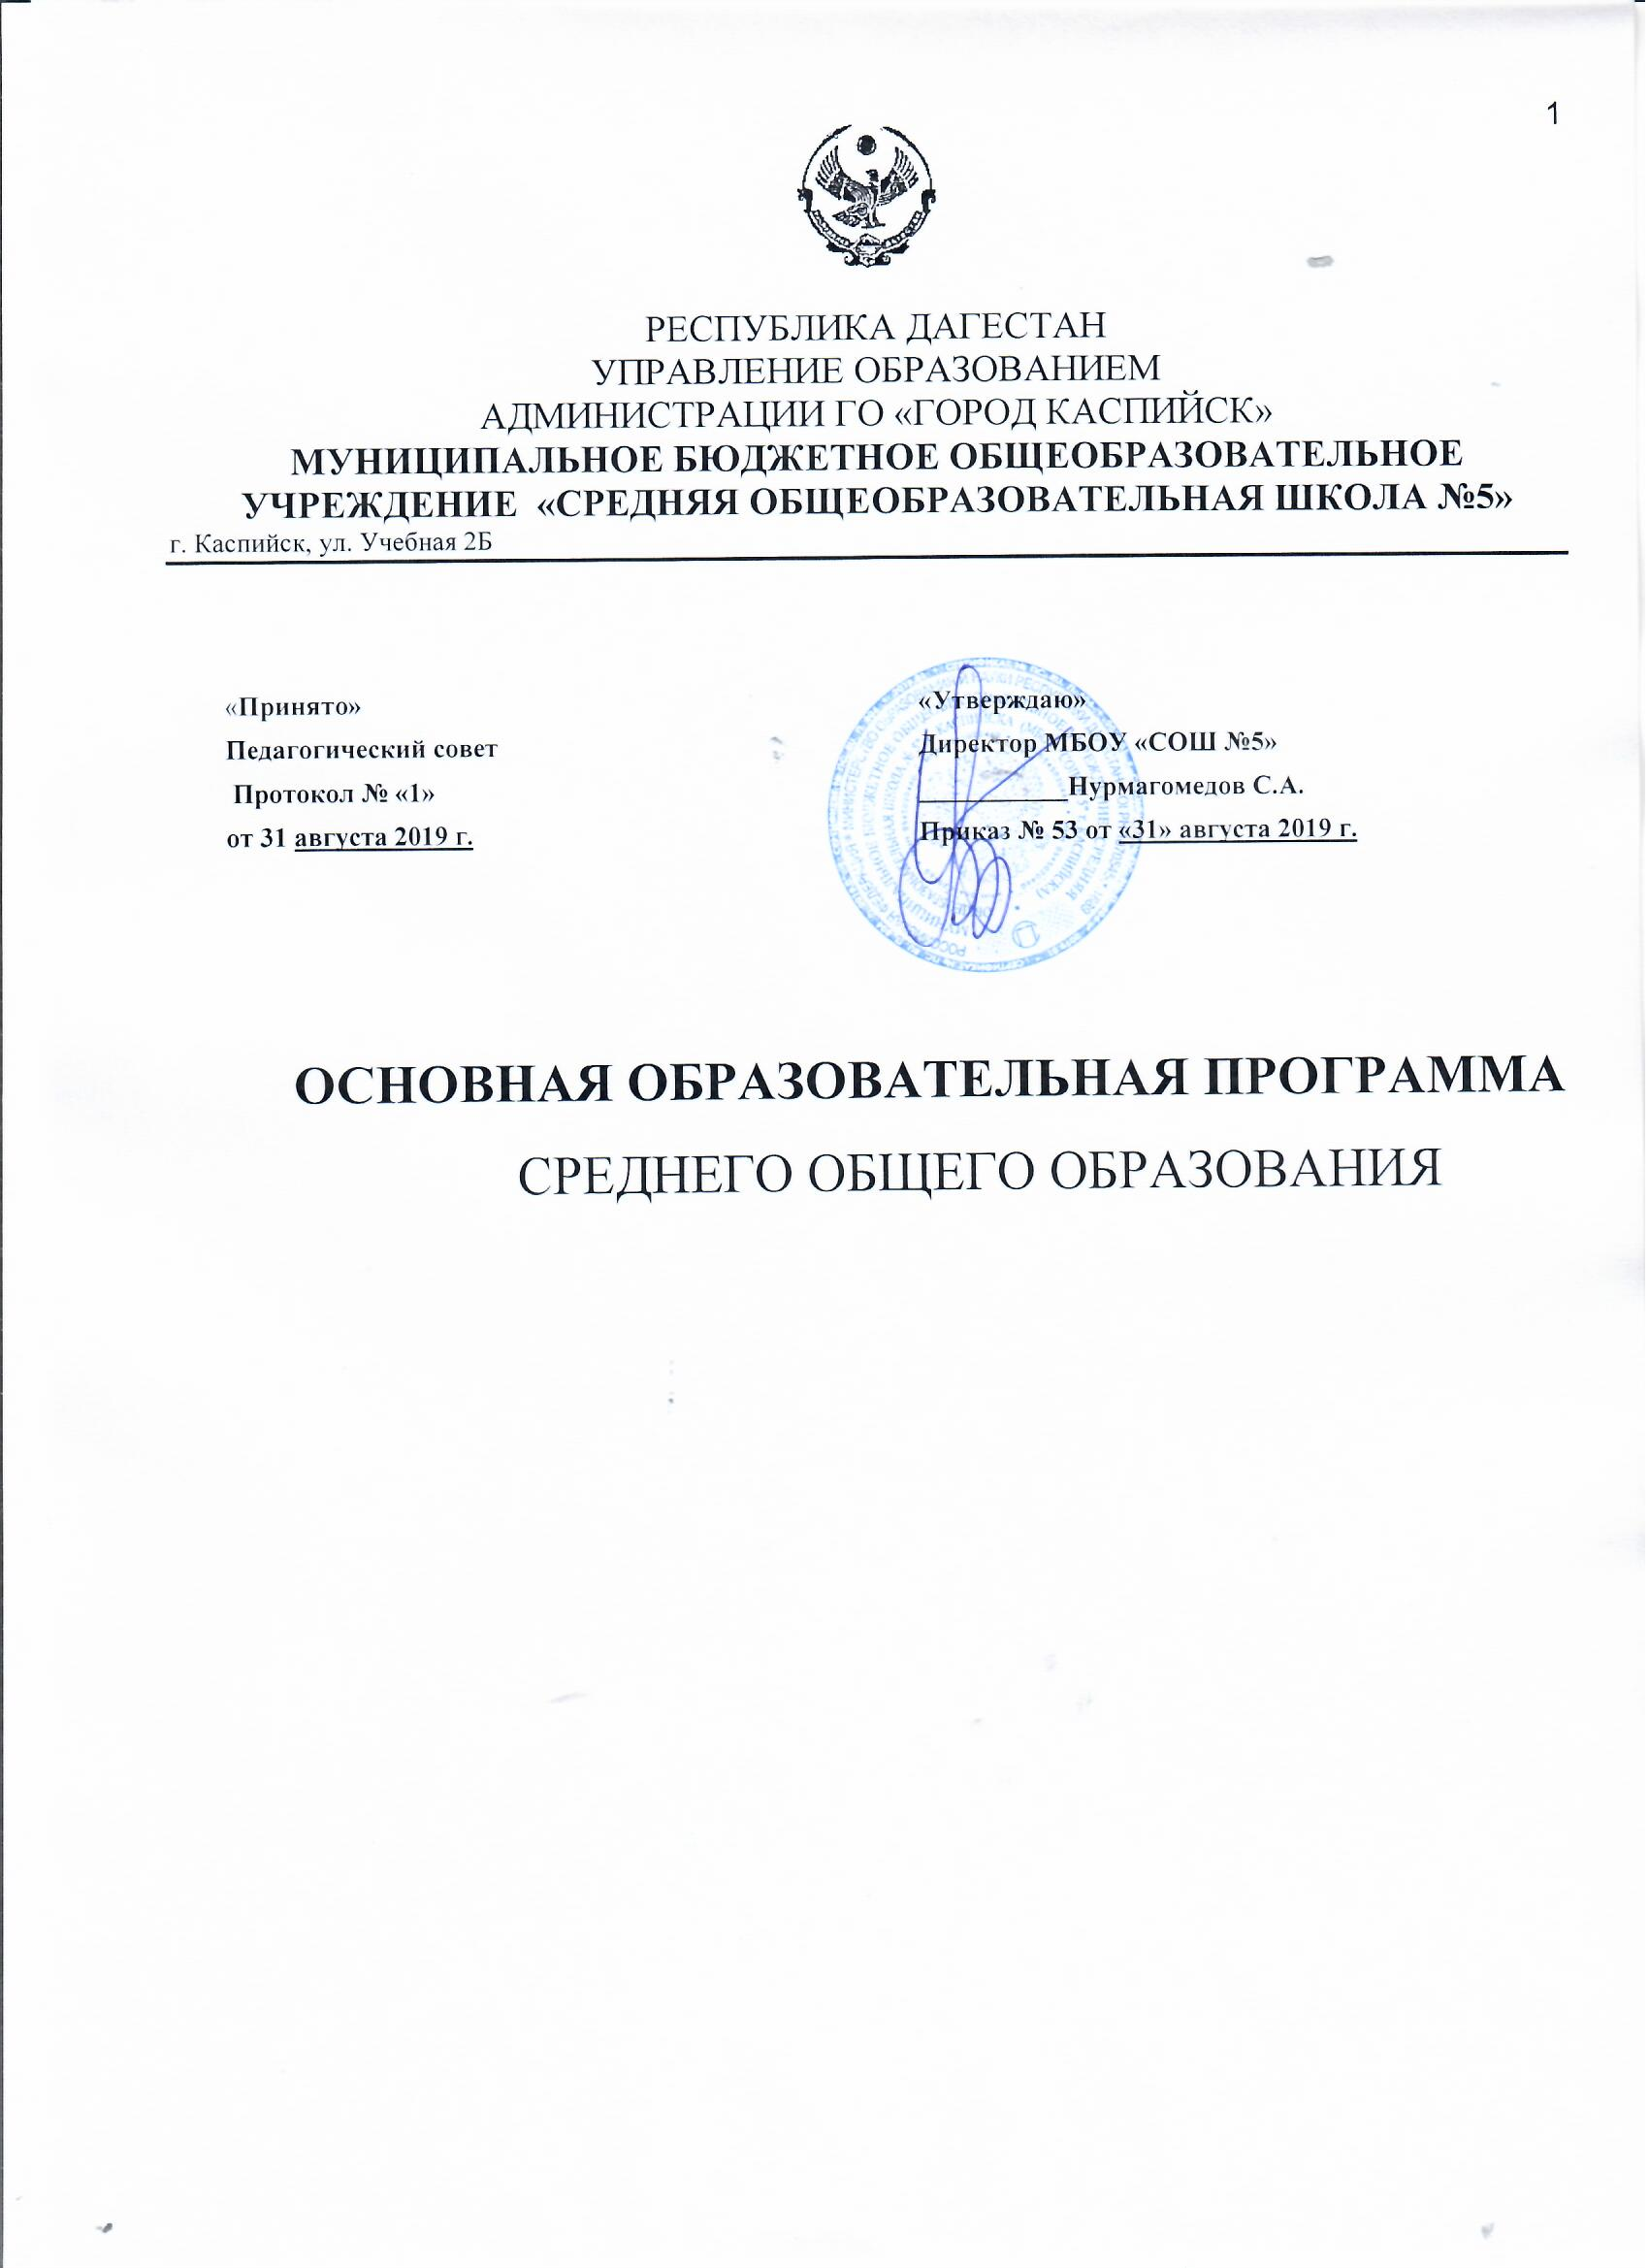 1
РЕСПУБЛИКА ДАГЕСТАН
УПРАВЛЕНИЕ ОБРАЗОВАНИЕМ
АДМИНИСТРАЦИИ ГО «ГОРОД КАСПИЙСК»
МУНИЦИПАЛЬНОЕ БЮДЖЕТНОЕ ОБЩЕОБРАЗОВАТЕЛЬНОЕ
УЧРЕЖДЕНИЕ «СРЕДНЯЯ ОБЩЕОБРАЗОВАТЕЛЬНАЯ ШКОЛА №5»
г. Каспийск, ул. Учебная 2Б
«Принято»
Педагогический совет
Протокол № «1»
от 31 августа 2019 г.
«Утверждаю»
Директор МБОУ «СОШ №5»
___________Нурмагомедов С.А.
Приказ № 53 от «31» августа 2019 г.
ОСНОВНАЯ ОБРАЗОВАТЕЛЬНАЯ ПРОГРАММА
СРЕДНЕГО ОБЩЕГО ОБРАЗОВАНИЯ